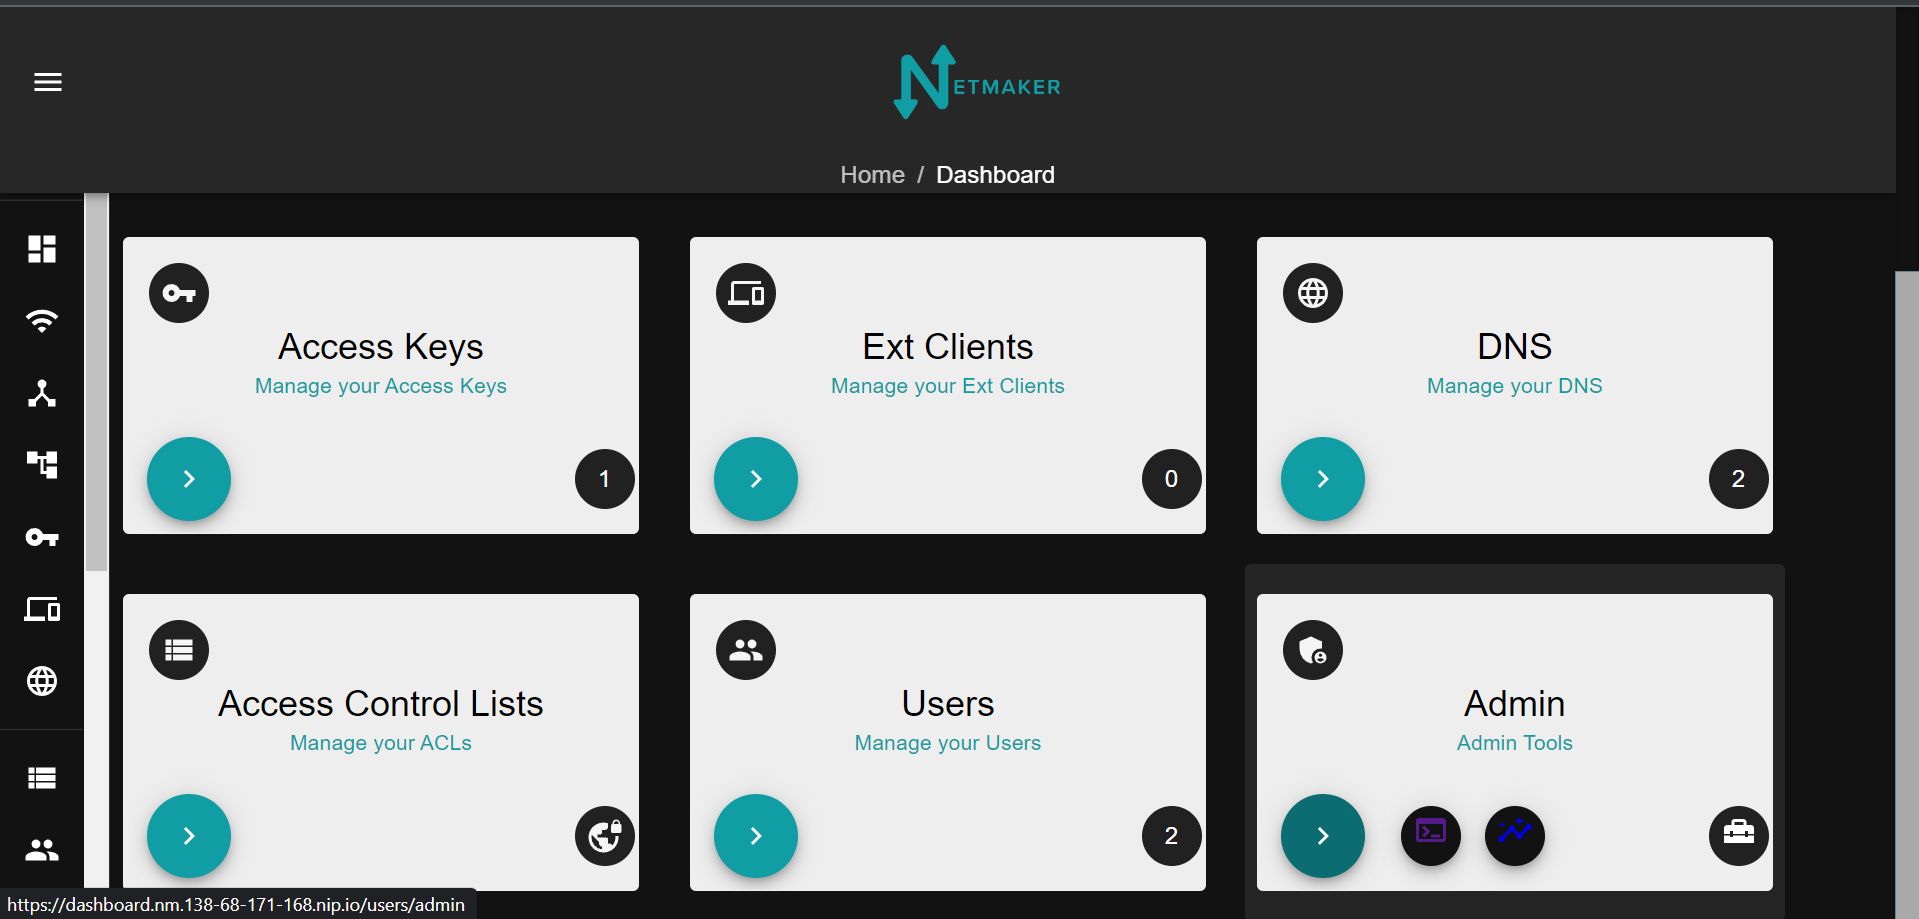 NETMAKER
Home / Dashboard
Access Keys
Manage your Access Keys
1
Ext Clients
Manage your Ext Clients
0
DNS
Manage your DNS
2
Access Control Lists
Manage your ACLs
Users
Manage your Users
2
Admin
Admin Tools
https://dashboard.nm.138-68-171-168.nip.io/users/admin